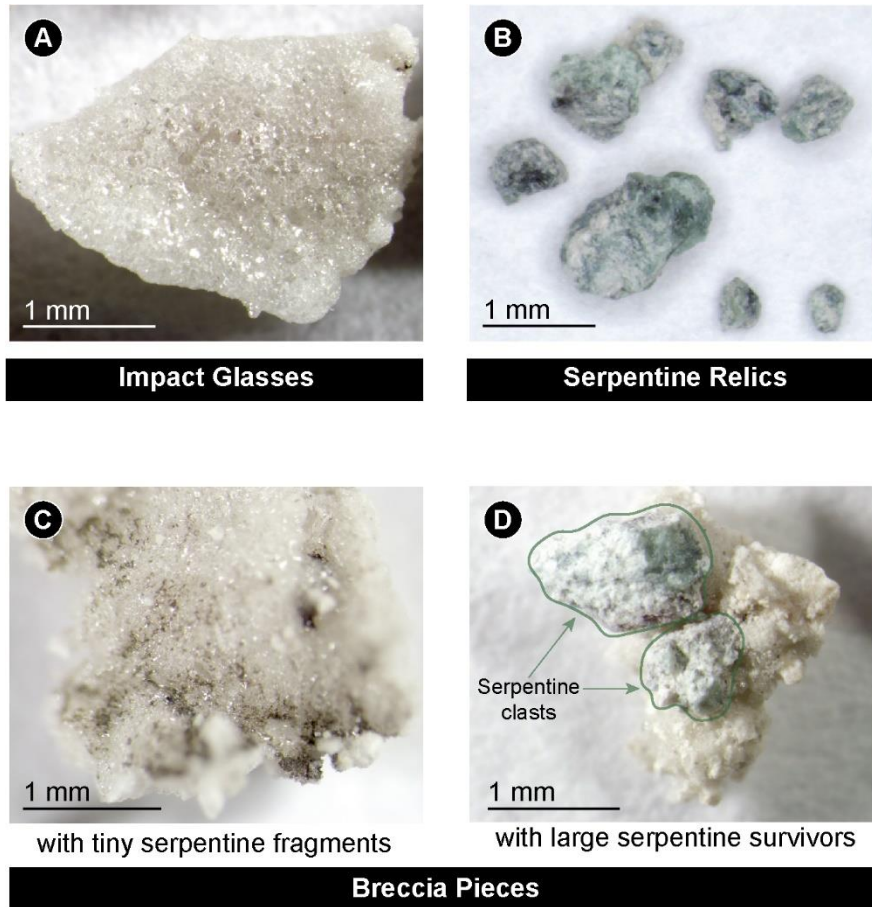 A
1 mm
Impact Glasses
B
1 mm
Serpentine Relics
C
1 mm
with tiny serpentine fragments
D
Serpentine
clasts
1 mm
with large serpentine survivors
Breccia Pieces